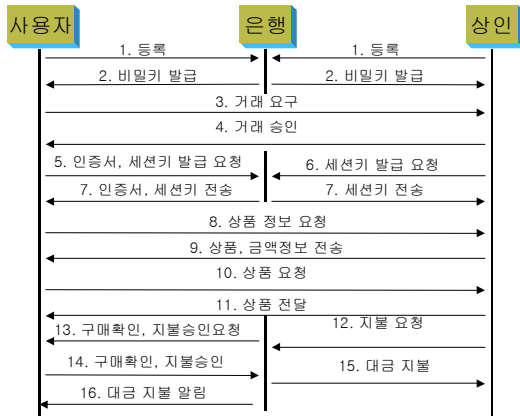 사용자
은행
상인
1. 등록
1. 등록
2. 비밀키 발급
2. 비밀키 발급
3. 거래 요구
4. 거래 승인
5. 인증서, 세션키 발급 요청
6. 세션키 발급 요청
7. 인증서, 세션키 전송
7. 세션키 전송
8. 상품 정보 요청
9. 상품, 금액정보 전송
10. 상품 요청
11. 상품 전달
12. 지불 요청
13. 구매확인, 지불승인요청
14. 구매확인, 지불승인
15. 대금 지불
16. 대금 지불 알림